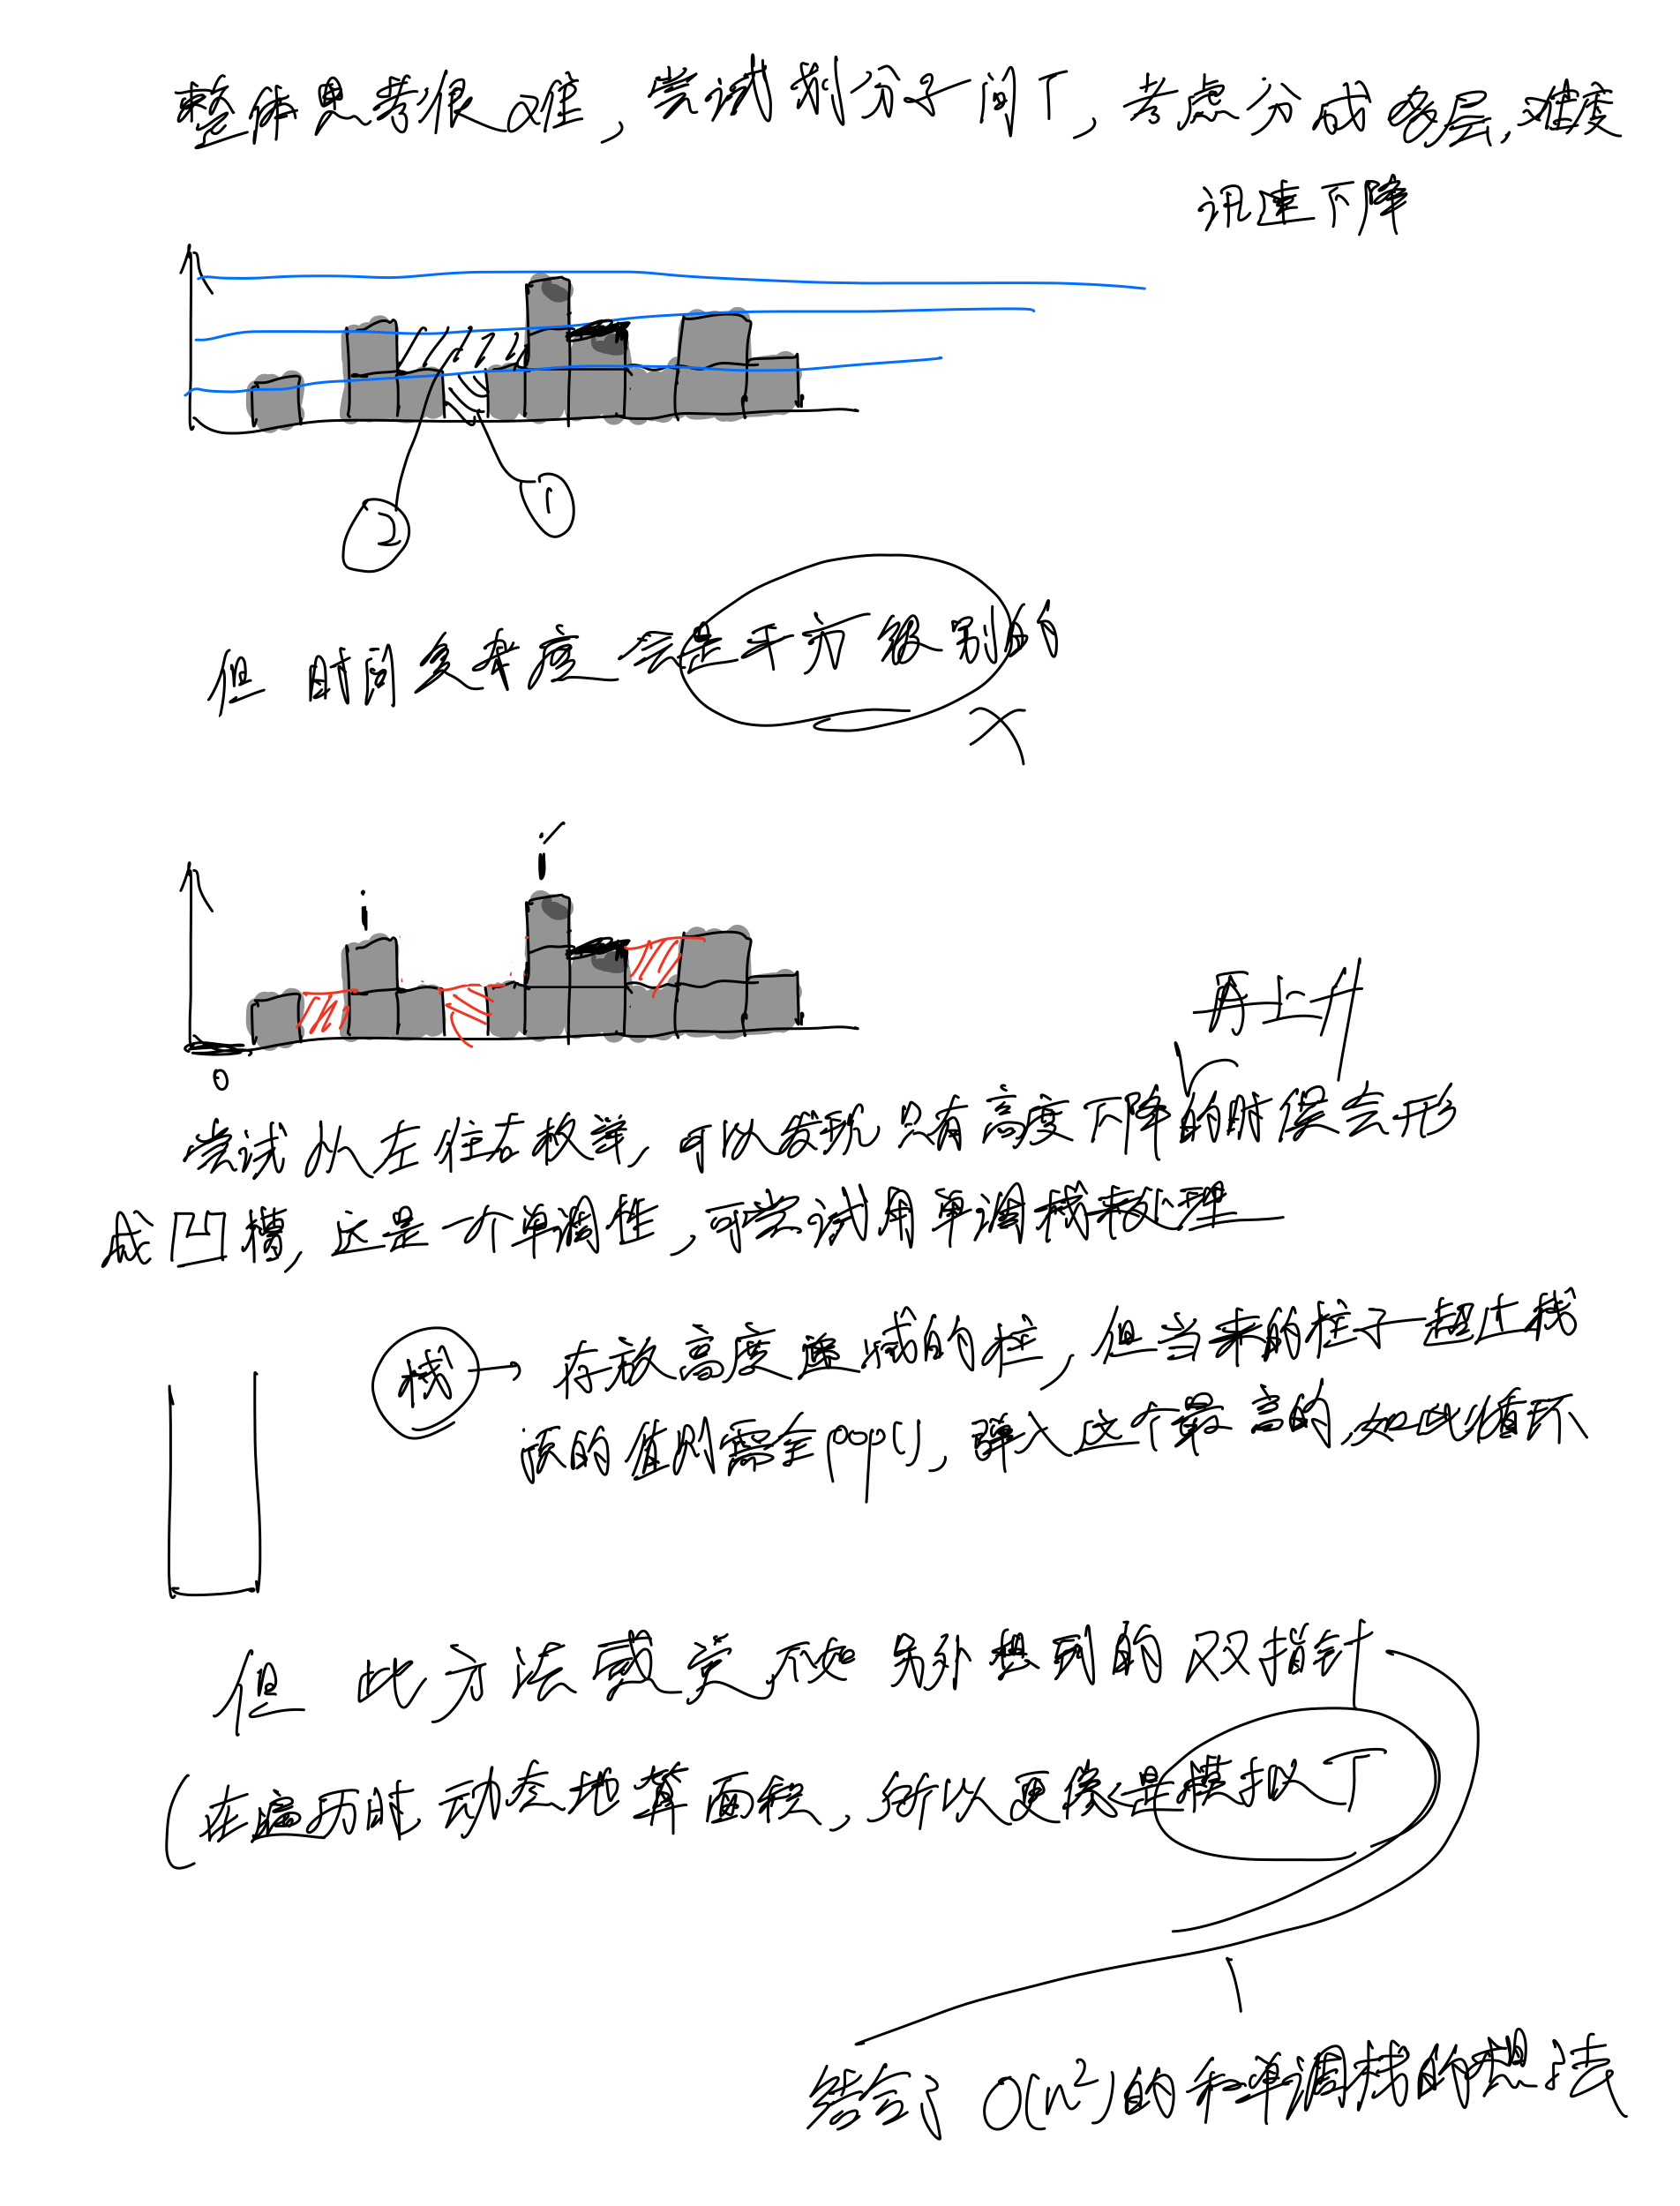 整体思考很难，尝试划分子问丁，考虑分成多层，难度
迅速下降
② ①
但时间复杂度会是平方级别的
i
i
0
再上升
尝试从左往右枚举，可以发现只有高度下降的时候会形
成凹槽，这是一个单调性，可尝试用单调栈来处理
栈 → 存放高度递减的柱，但当来的柱子超过栈
顶的值则需全pop()，弹入这个最高的，如此循环
但此方法感觉不如另外想到的双指针
(在遍历时动态地算面积，所以更像是模拟了
结合了O(n²)的和单调栈的想法